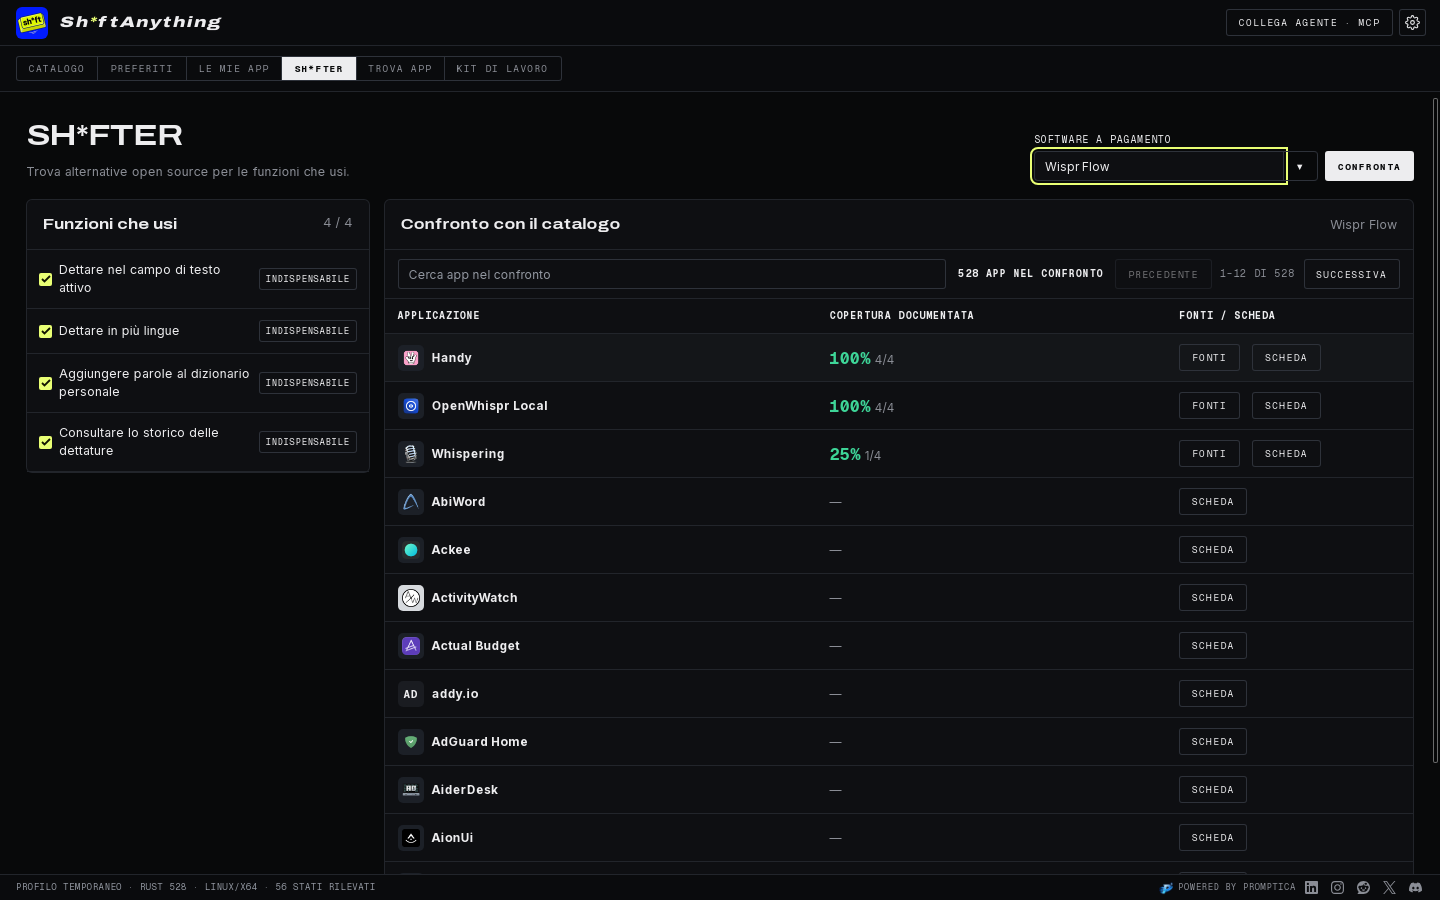 sh*ft
Sh*ftAnything
COLLEGA AGENTE · MCP
CATALOGO
PREFERITI
LE MIE APP
SH*FTER
TROVA APP
KIT DI LAVORO
SH*FTER
Trova alternative open source per le funzioni che usi.
SOFTWARE A PAGAMENTO
Wispr Flow
CONFRONTA
Funzioni che usi
4 / 4
Dettare nel campo di testo
attivo
INDISPENSABILE
Dettare in più lingue
INDISPENSABILE
Aggiungere parole al dizionario
personale
INDISPENSABILE
Consultare lo storico delle
dettature
INDISPENSABILE
Confronto con il catalogo
Wispr Flow
Cerca app nel confronto
528 APP NEL CONFRONTO
PRECEDENTE
1–12 DI 528
SUCCESSIVA
APPLICAZIONE
COPERTURA DOCUMENTATA
FONTI / SCHEDA
Handy
100% 4/4
FONTI
SCHEDA
OpenWhispr Local
100% 4/4
FONTI
SCHEDA
Whispering
25% 1/4
FONTI
SCHEDA
AbiWord
—
SCHEDA
Ackee
—
SCHEDA
ActivityWatch
—
SCHEDA
Actual Budget
—
SCHEDA
AD
addy.io
—
SCHEDA
AdGuard Home
—
SCHEDA
AiderDesk
—
SCHEDA
AionUi
—
SCHEDA
PROFILO TEMPORANEO · RUST 528 · LINUX/X64 · 56 STATI RILEVATI
POWERED BY PROMPTICA